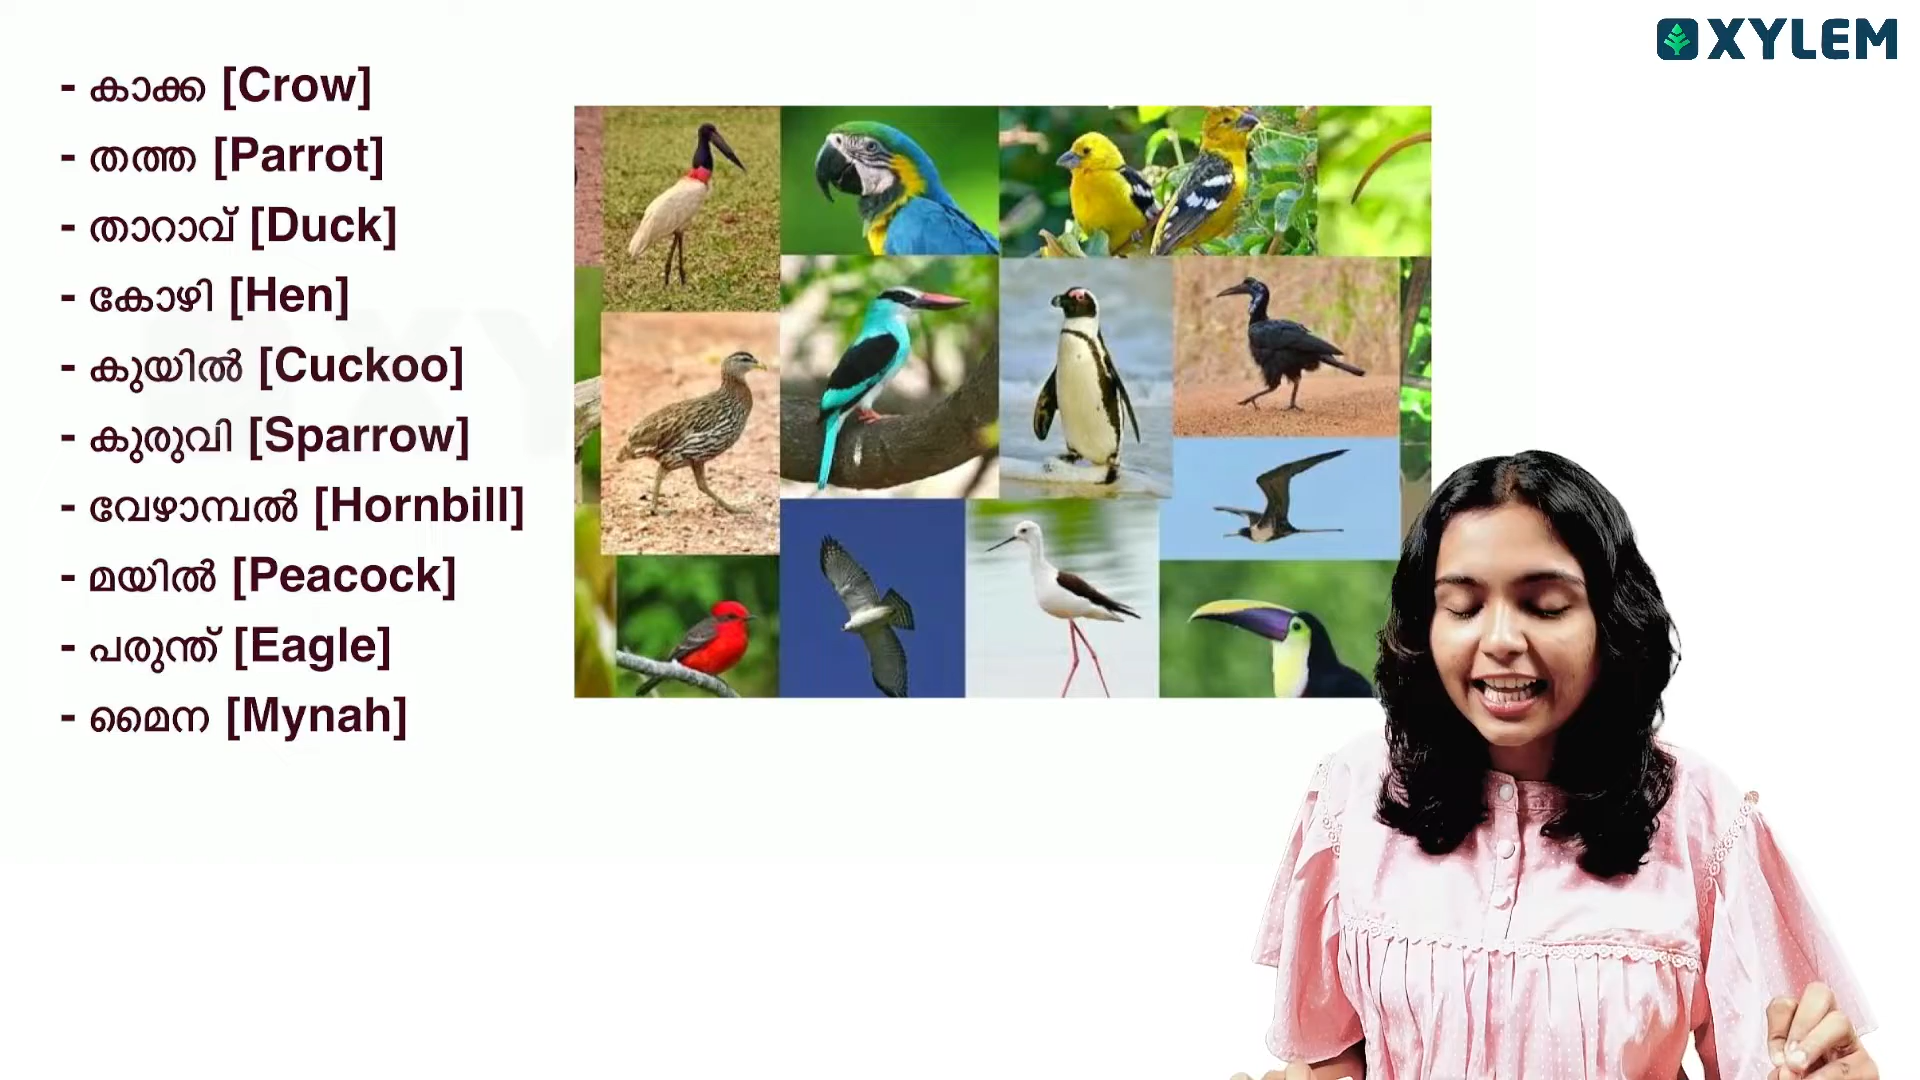 XYLEM
- കാക്ക [Crow]
- തത്ത [Parrot]
- താറാവ് [Duck]
- കോഴി [Hen]
- കുയിൽ [Cuckoo]
- കുരുവി [Sparrow]
- വേഴാമ്പൽ [Hornbill]
- മയിൽ [Peacock]
- പരുന്ത് [Eagle]
- മൈന [Mynah]